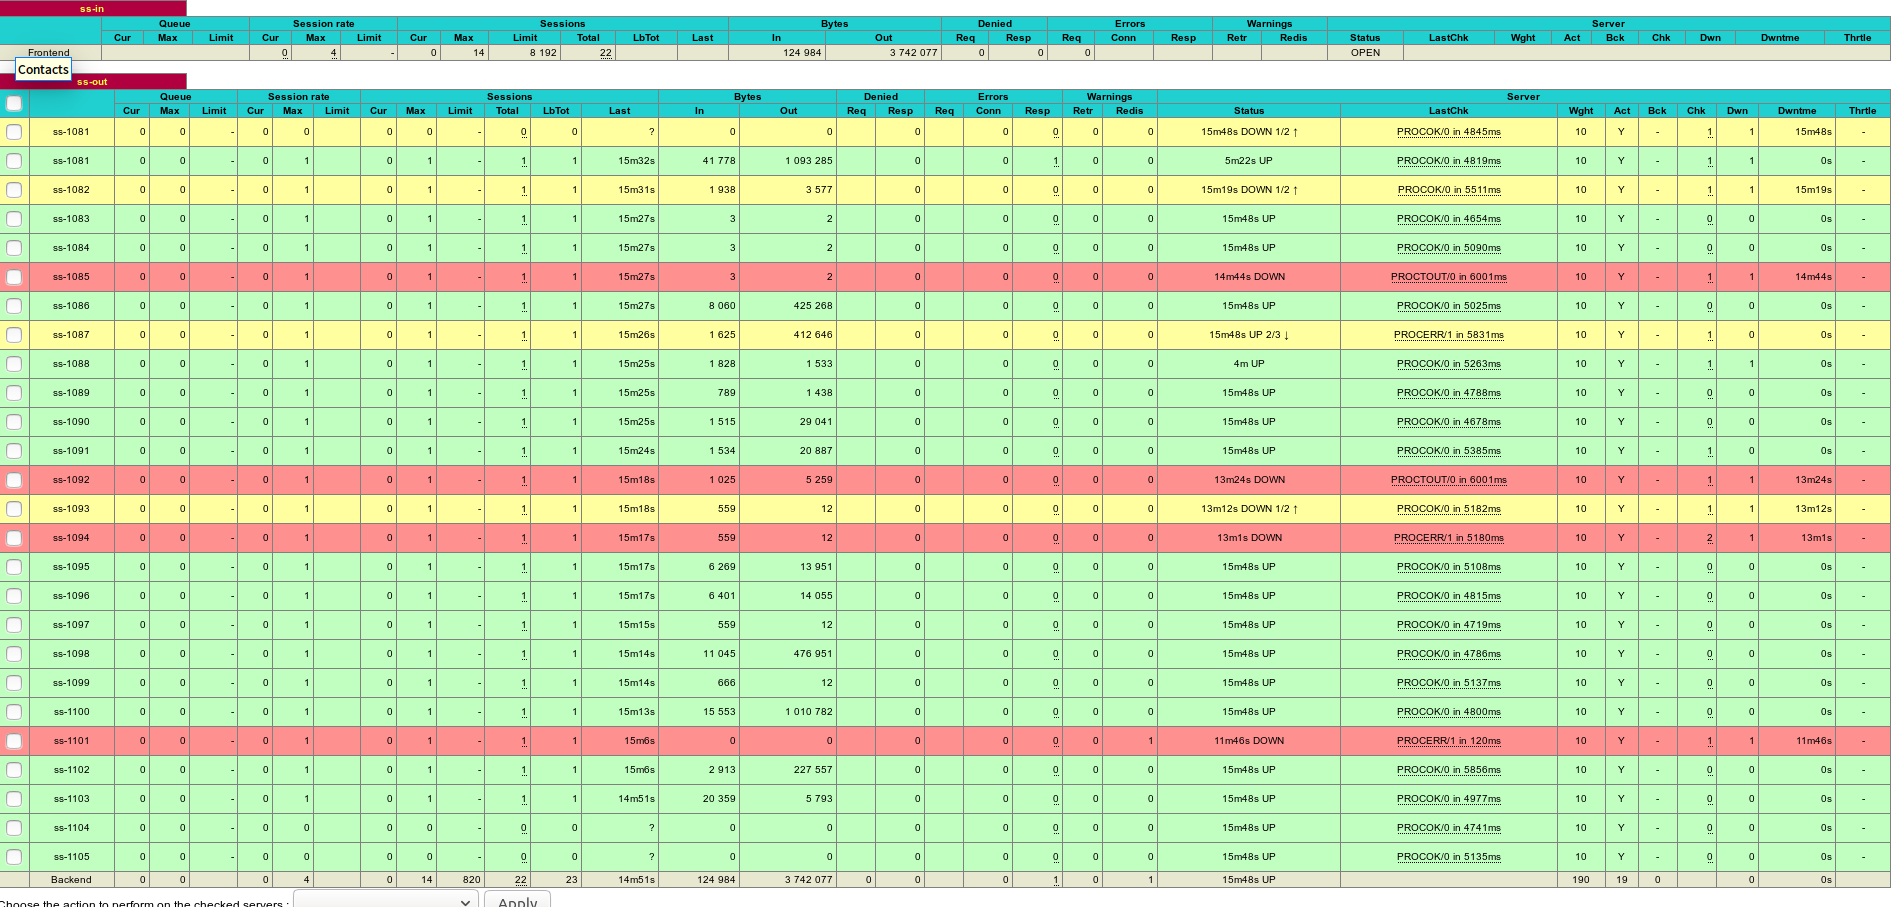 ss-in
Queue Session rate Sessions Bytes Denied Errors Warnings Server
Cur Max Limit Cur Max Limit Cur Max Limit Total LbTot Last In Out Req Resp Req Conn Resp Retr Redis Status LastChk Wght Act Bck Chk Dwn Dwntme Thrtle
Frontend 0 4 - 0 14 8 192 22 124 984 3 742 077 0 0 0 OPEN
Contacts
ss-out
Queue Session rate Sessions Bytes Denied Errors Warnings Server
Cur Max Limit Cur Max Limit Cur Max Limit Total LbTot Last In Out Req Resp Req Conn Resp Retr Redis Status LastChk Wght Act Bck Chk Dwn Dwntme Thrtle
ss-1081 0 0 - 0 0 0 0 - 0 0 ? 0 0 0 0 0 0 0 15m48s DOWN 1/2 ↑ PROCOK/0 in 4845ms 10 Y - 1 1 15m48s -
ss-1081 0 0 - 0 1 0 1 - 1 1 15m32s 41 778 1 093 285 0 0 1 0 0 5m22s UP PROCOK/0 in 4819ms 10 Y - 1 1 0s -
ss-1082 0 0 - 0 1 0 1 - 1 1 15m31s 1 938 3 577 0 0 0 0 0 15m19s DOWN 1/2 ↑ PROCOK/0 in 5511ms 10 Y - 1 1 15m19s -
ss-1083 0 0 - 0 1 0 1 - 1 1 15m27s 3 2 0 0 0 0 0 15m48s UP PROCOK/0 in 4654ms 10 Y - 0 0 0s -
ss-1084 0 0 - 0 1 0 1 - 1 1 15m27s 3 2 0 0 0 0 0 15m48s UP PROCOK/0 in 5090ms 10 Y - 0 0 0s -
ss-1085 0 0 - 0 1 0 1 - 1 1 15m27s 3 2 0 0 0 0 0 14m44s DOWN PROCTOUT/0 in 6001ms 10 Y - 1 1 14m44s -
ss-1086 0 0 - 0 1 0 1 - 1 1 15m27s 8 060 425 268 0 0 0 0 0 15m48s UP PROCOK/0 in 5025ms 10 Y - 0 0 0s -
ss-1087 0 0 - 0 1 0 1 - 1 1 15m26s 1 625 412 646 0 0 0 0 0 15m48s UP 2/3 ↓ PROCERR/1 in 5831ms 10 Y - 1 0 0s -
ss-1088 0 0 - 0 1 0 1 - 1 1 15m25s 1 828 1 533 0 0 0 0 0 4m UP PROCOK/0 in 5263ms 10 Y - 1 1 0s -
ss-1089 0 0 - 0 1 0 1 - 1 1 15m25s 789 1 438 0 0 0 0 0 15m48s UP PROCOK/0 in 4788ms 10 Y - 0 0 0s -
ss-1090 0 0 - 0 1 0 1 - 1 1 15m25s 1 515 29 041 0 0 0 0 0 15m48s UP PROCOK/0 in 4678ms 10 Y - 0 0 0s -
ss-1091 0 0 - 0 1 0 1 - 1 1 15m24s 1 534 20 887 0 0 0 0 0 15m48s UP PROCOK/0 in 5385ms 10 Y - 1 0 0s -
ss-1092 0 0 - 0 1 0 1 - 1 1 15m18s 1 025 5 259 0 0 0 0 0 13m24s DOWN PROCTOUT/0 in 6001ms 10 Y - 1 1 13m24s -
ss-1093 0 0 - 0 1 0 1 - 1 1 15m18s 559 12 0 0 0 0 0 13m12s DOWN 1/2 ↑ PROCOK/0 in 5182ms 10 Y - 1 1 13m12s -
ss-1094 0 0 - 0 1 0 1 - 1 1 15m17s 559 12 0 0 0 0 0 13m1s DOWN PROCERR/1 in 5180ms 10 Y - 2 1 13m1s -
ss-1095 0 0 - 0 1 0 1 - 1 1 15m17s 6 269 13 951 0 0 0 0 0 15m48s UP PROCOK/0 in 5108ms 10 Y - 0 0 0s -
ss-1096 0 0 - 0 1 0 1 - 1 1 15m17s 6 401 14 055 0 0 0 0 0 15m48s UP PROCOK/0 in 4815ms 10 Y - 0 0 0s -
ss-1097 0 0 - 0 1 0 1 - 1 1 15m15s 559 12 0 0 0 0 0 15m48s UP PROCOK/0 in 4719ms 10 Y - 0 0 0s -
ss-1098 0 0 - 0 1 0 1 - 1 1 15m14s 11 045 476 951 0 0 0 0 0 15m48s UP PROCOK/0 in 4786ms 10 Y - 0 0 0s -
ss-1099 0 0 - 0 1 0 1 - 1 1 15m14s 666 12 0 0 0 0 0 15m48s UP PROCOK/0 in 5137ms 10 Y - 0 0 0s -
ss-1100 0 0 - 0 1 0 1 - 1 1 15m13s 15 553 1 010 782 0 0 0 0 0 15m48s UP PROCOK/0 in 4800ms 10 Y - 0 0 0s -
ss-1101 0 0 - 0 1 0 1 - 1 1 15m6s 0 0 0 0 0 0 1 11m46s DOWN PROCERR/1 in 120ms 10 Y - 1 1 11m46s -
ss-1102 0 0 - 0 1 0 1 - 1 1 15m6s 2 913 227 557 0 0 0 0 0 15m48s UP PROCOK/0 in 5856ms 10 Y - 0 0 0s -
ss-1103 0 0 - 0 1 0 1 - 1 1 14m51s 20 359 5 793 0 0 0 0 0 15m48s UP PROCOK/0 in 4977ms 10 Y - 0 0 0s -
ss-1104 0 0 - 0 0 0 0 - 0 0 ? 0 0 0 0 0 0 0 15m48s UP PROCOK/0 in 4741ms 10 Y - 0 0 0s -
ss-1105 0 0 - 0 0 0 0 - 0 0 ? 0 0 0 0 0 0 0 15m48s UP PROCOK/0 in 5135ms 10 Y - 0 0 0s -
Backend 0 0 0 4 0 14 820 22 23 14m51s 124 984 3 742 077 0 0 0 1 0 1 15m48s UP 190 19 0 0 0s
Choose the action to perform on the checked servers : Apply